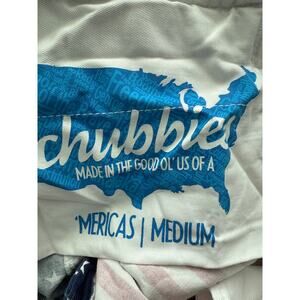 chubbies
MADE IN THE GOOD OL' US OF A
'MERICAS | MEDIUM